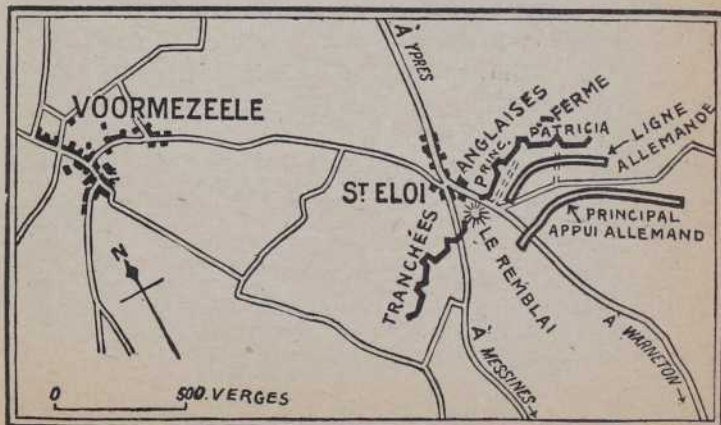 VOORMEZEELE
À YPRES
ANGLAISES
PRINC.
PATRICIA
FERME
LIGNE
ALLEMANDE
ST ELOI
PRINCIPAL
APPUI ALLEMAND
TRANCHÉES
LE REMBLAI
N
À MESSINES
À WARNETON
0 500.VERGES